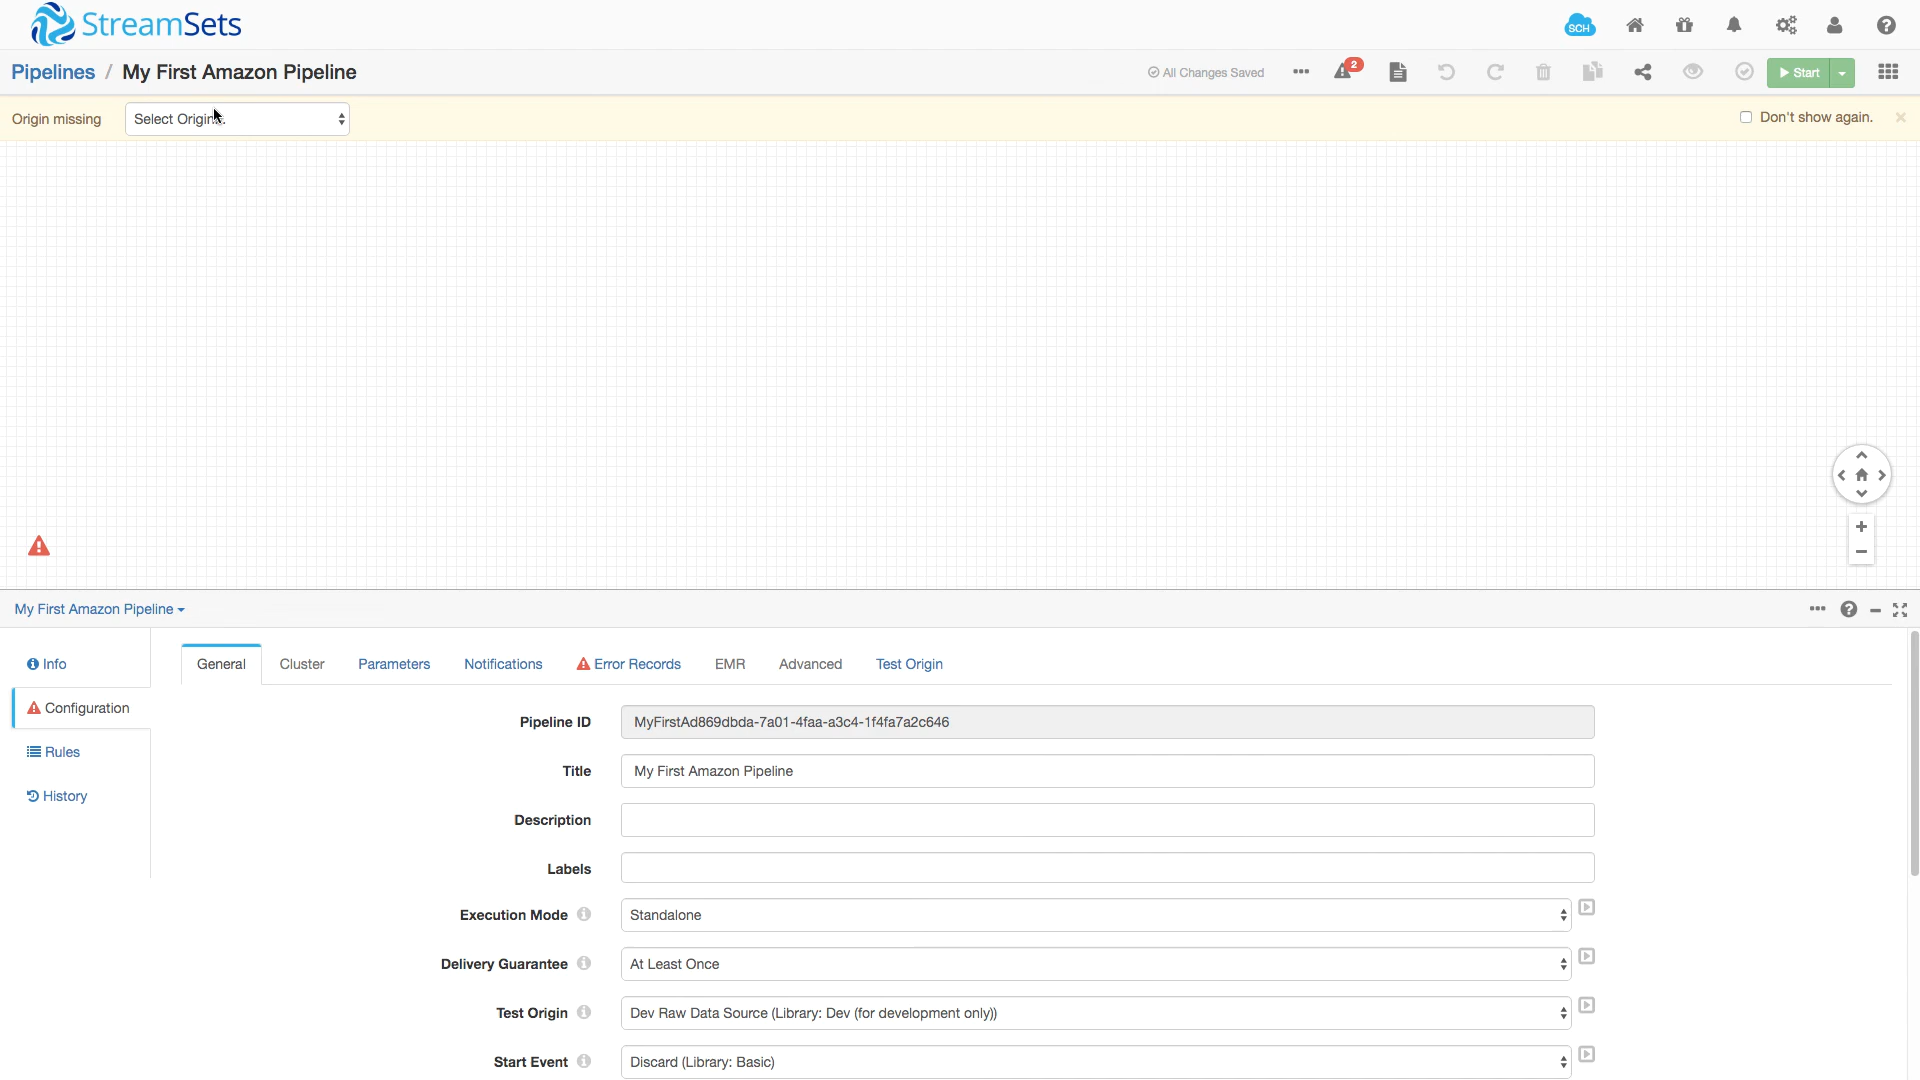 StreamSets
SCH
Pipelines / My First Amazon Pipeline
All Changes Saved
2
Start
Origin missing
Select Origin...
Don't show again.
My First Amazon Pipeline
Info
Configuration
Rules
History
General Cluster Parameters Notifications Error Records EMR Advanced Test Origin
Pipeline ID MyFirstAd869dbda-7a01-4faa-a3c4-1f4fa7a2c646
Title My First Amazon Pipeline
Description
Labels
Execution Mode Standalone
Delivery Guarantee At Least Once
Test Origin Dev Raw Data Source (Library: Dev (for development only))
Start Event Discard (Library: Basic)